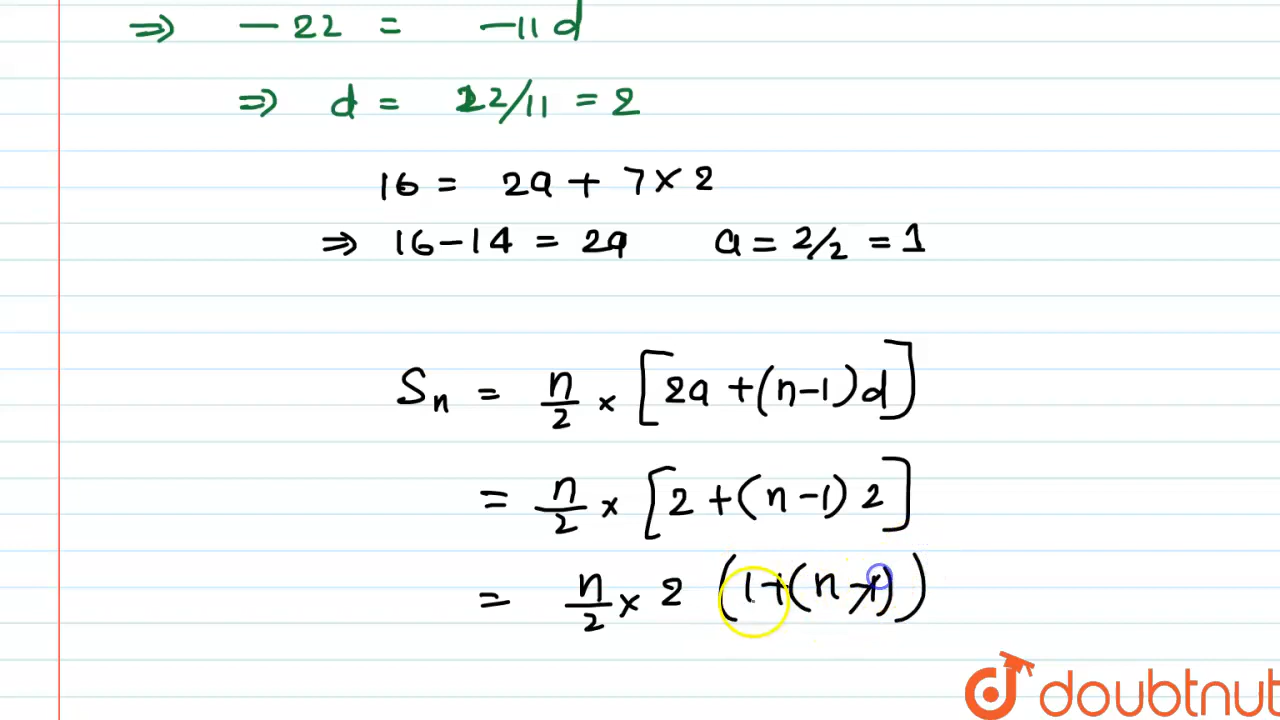 ⇒ -22 = -11d
⇒ d = 22/11 = 2
16 = 2a + 7×2
⇒ 16-14 = 2a a = 2/2 = 1
Sn = n/2 × [2a+(n-1)d]
= n/2 × [2+(n-1)2]
= n/2 × 2 (1+(n-1))
doubtnut